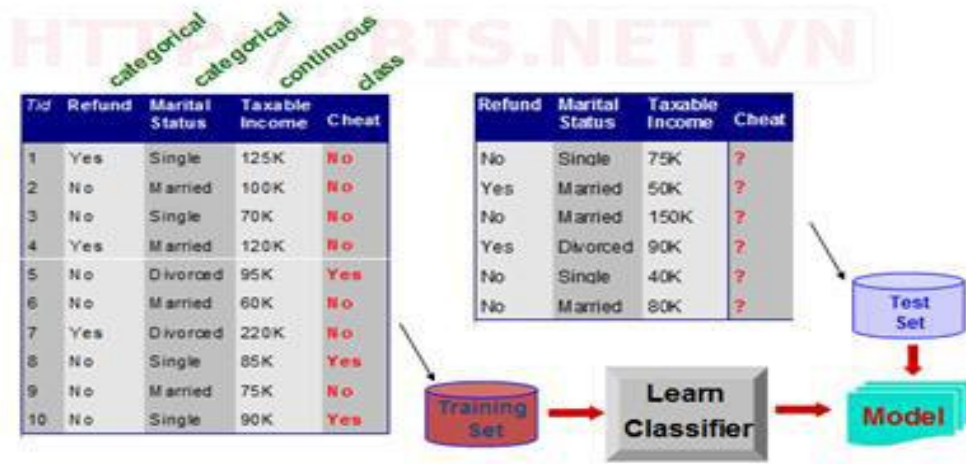 HTTP://BIS.NET.VN
categorical
categorical
continuous
class
Tid Refund Marital Status Taxable Income Cheat
1 Yes Single 125K No
2 No Married 100K No
3 No Single 70K No
4 Yes Married 120K No
5 No Divorced 95K Yes
6 No Married 60K No
7 Yes Divorced 220K No
8 No Single 85K Yes
9 No Married 75K No
10 No Single 90K Yes
Refund Marital Status Taxable Income Cheat
No Single 75K ?
Yes Married 50K ?
No Married 150K ?
Yes Divorced 90K ?
No Single 40K ?
No Married 80K ?
Test
Set
Training
Set
Learn
Classifier
Model